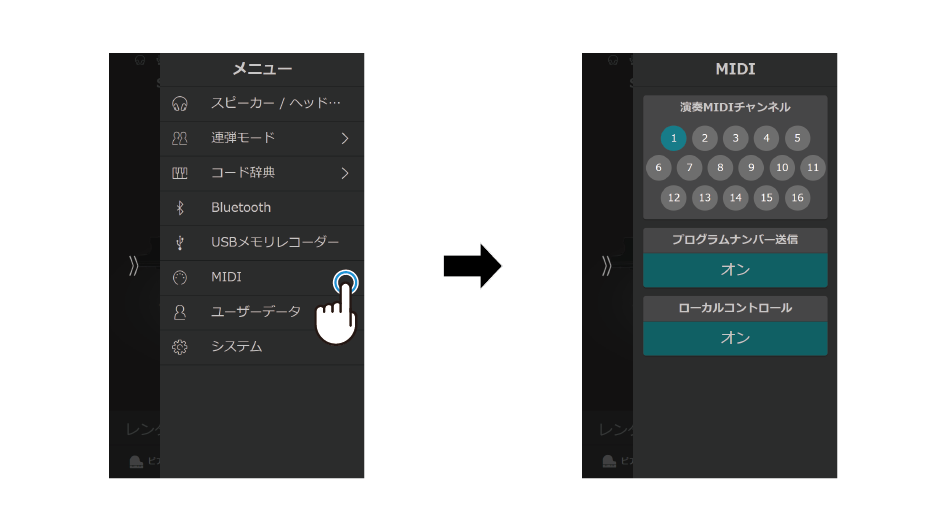 メニュー
スピーカー / ヘッド…
連弾モード
コード辞典
Bluetooth
USBメモリレコーダー
MIDI
ユーザーデータ
システム
レン
ピ
MIDI
演奏MIDIチャンネル
1 2 3 4 5
6 7 8 9 10 11
12 13 14 15 16
プログラムナンバー送信
オン
ローカルコントロール
オン
レン
ピ